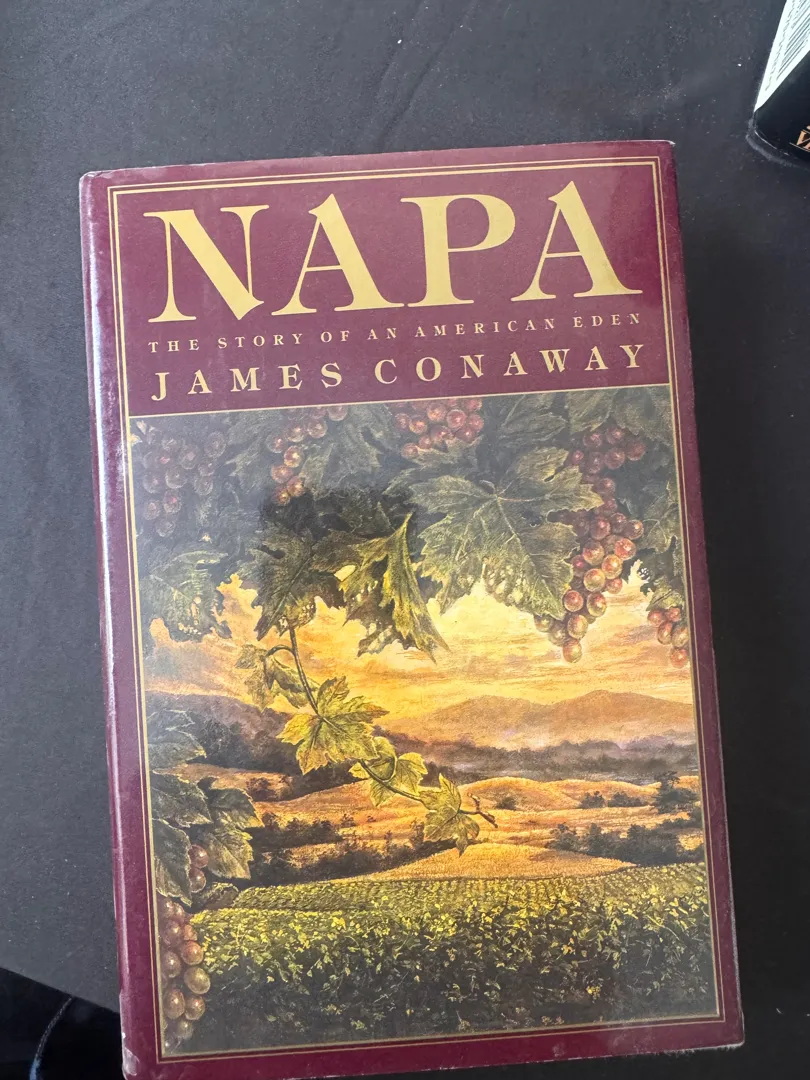 NAPA
THE STORY OF AN AMERICAN EDEN
JAMES CONAWAY